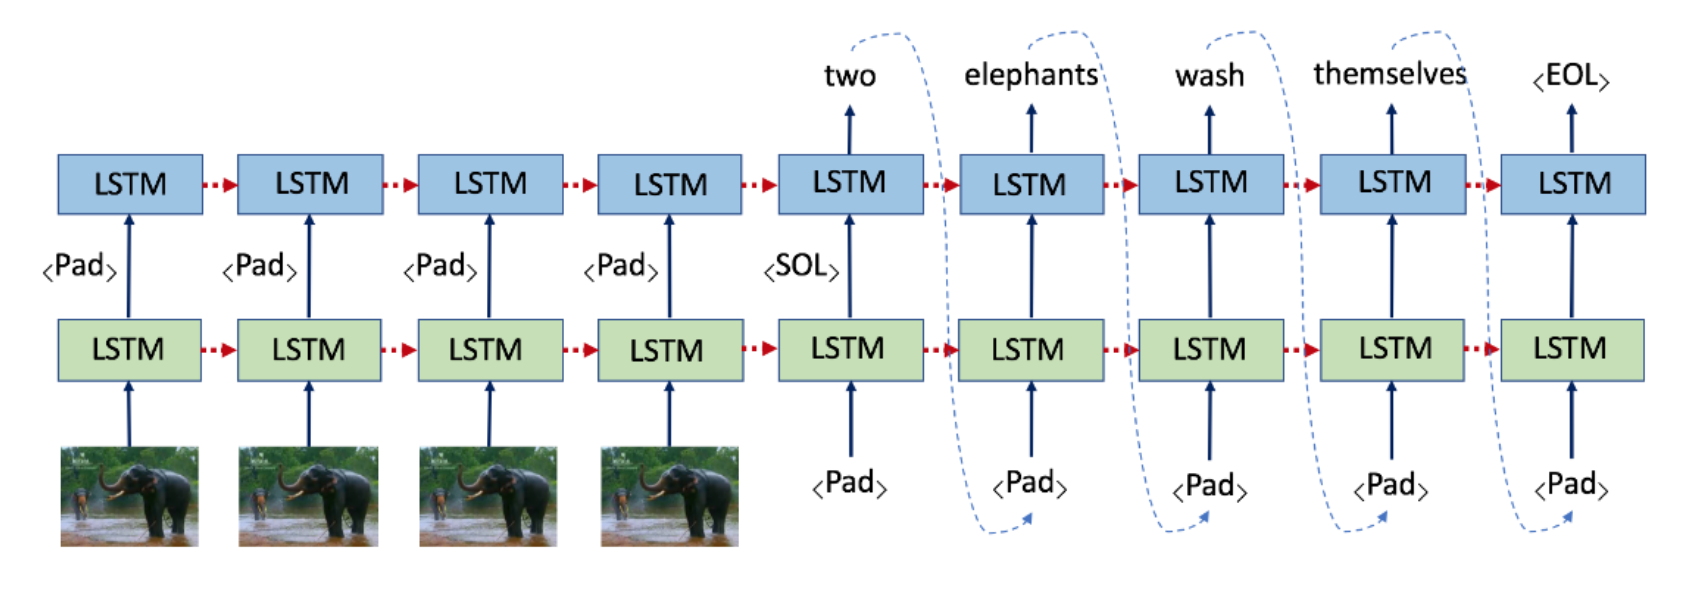 two elephants wash themselves <EOL>
LSTM LSTM LSTM LSTM LSTM LSTM LSTM LSTM LSTM
<Pad> <Pad> <Pad> <Pad> <SOL>
LSTM LSTM LSTM LSTM LSTM LSTM LSTM LSTM LSTM
<Pad> <Pad> <Pad> <Pad> <Pad>